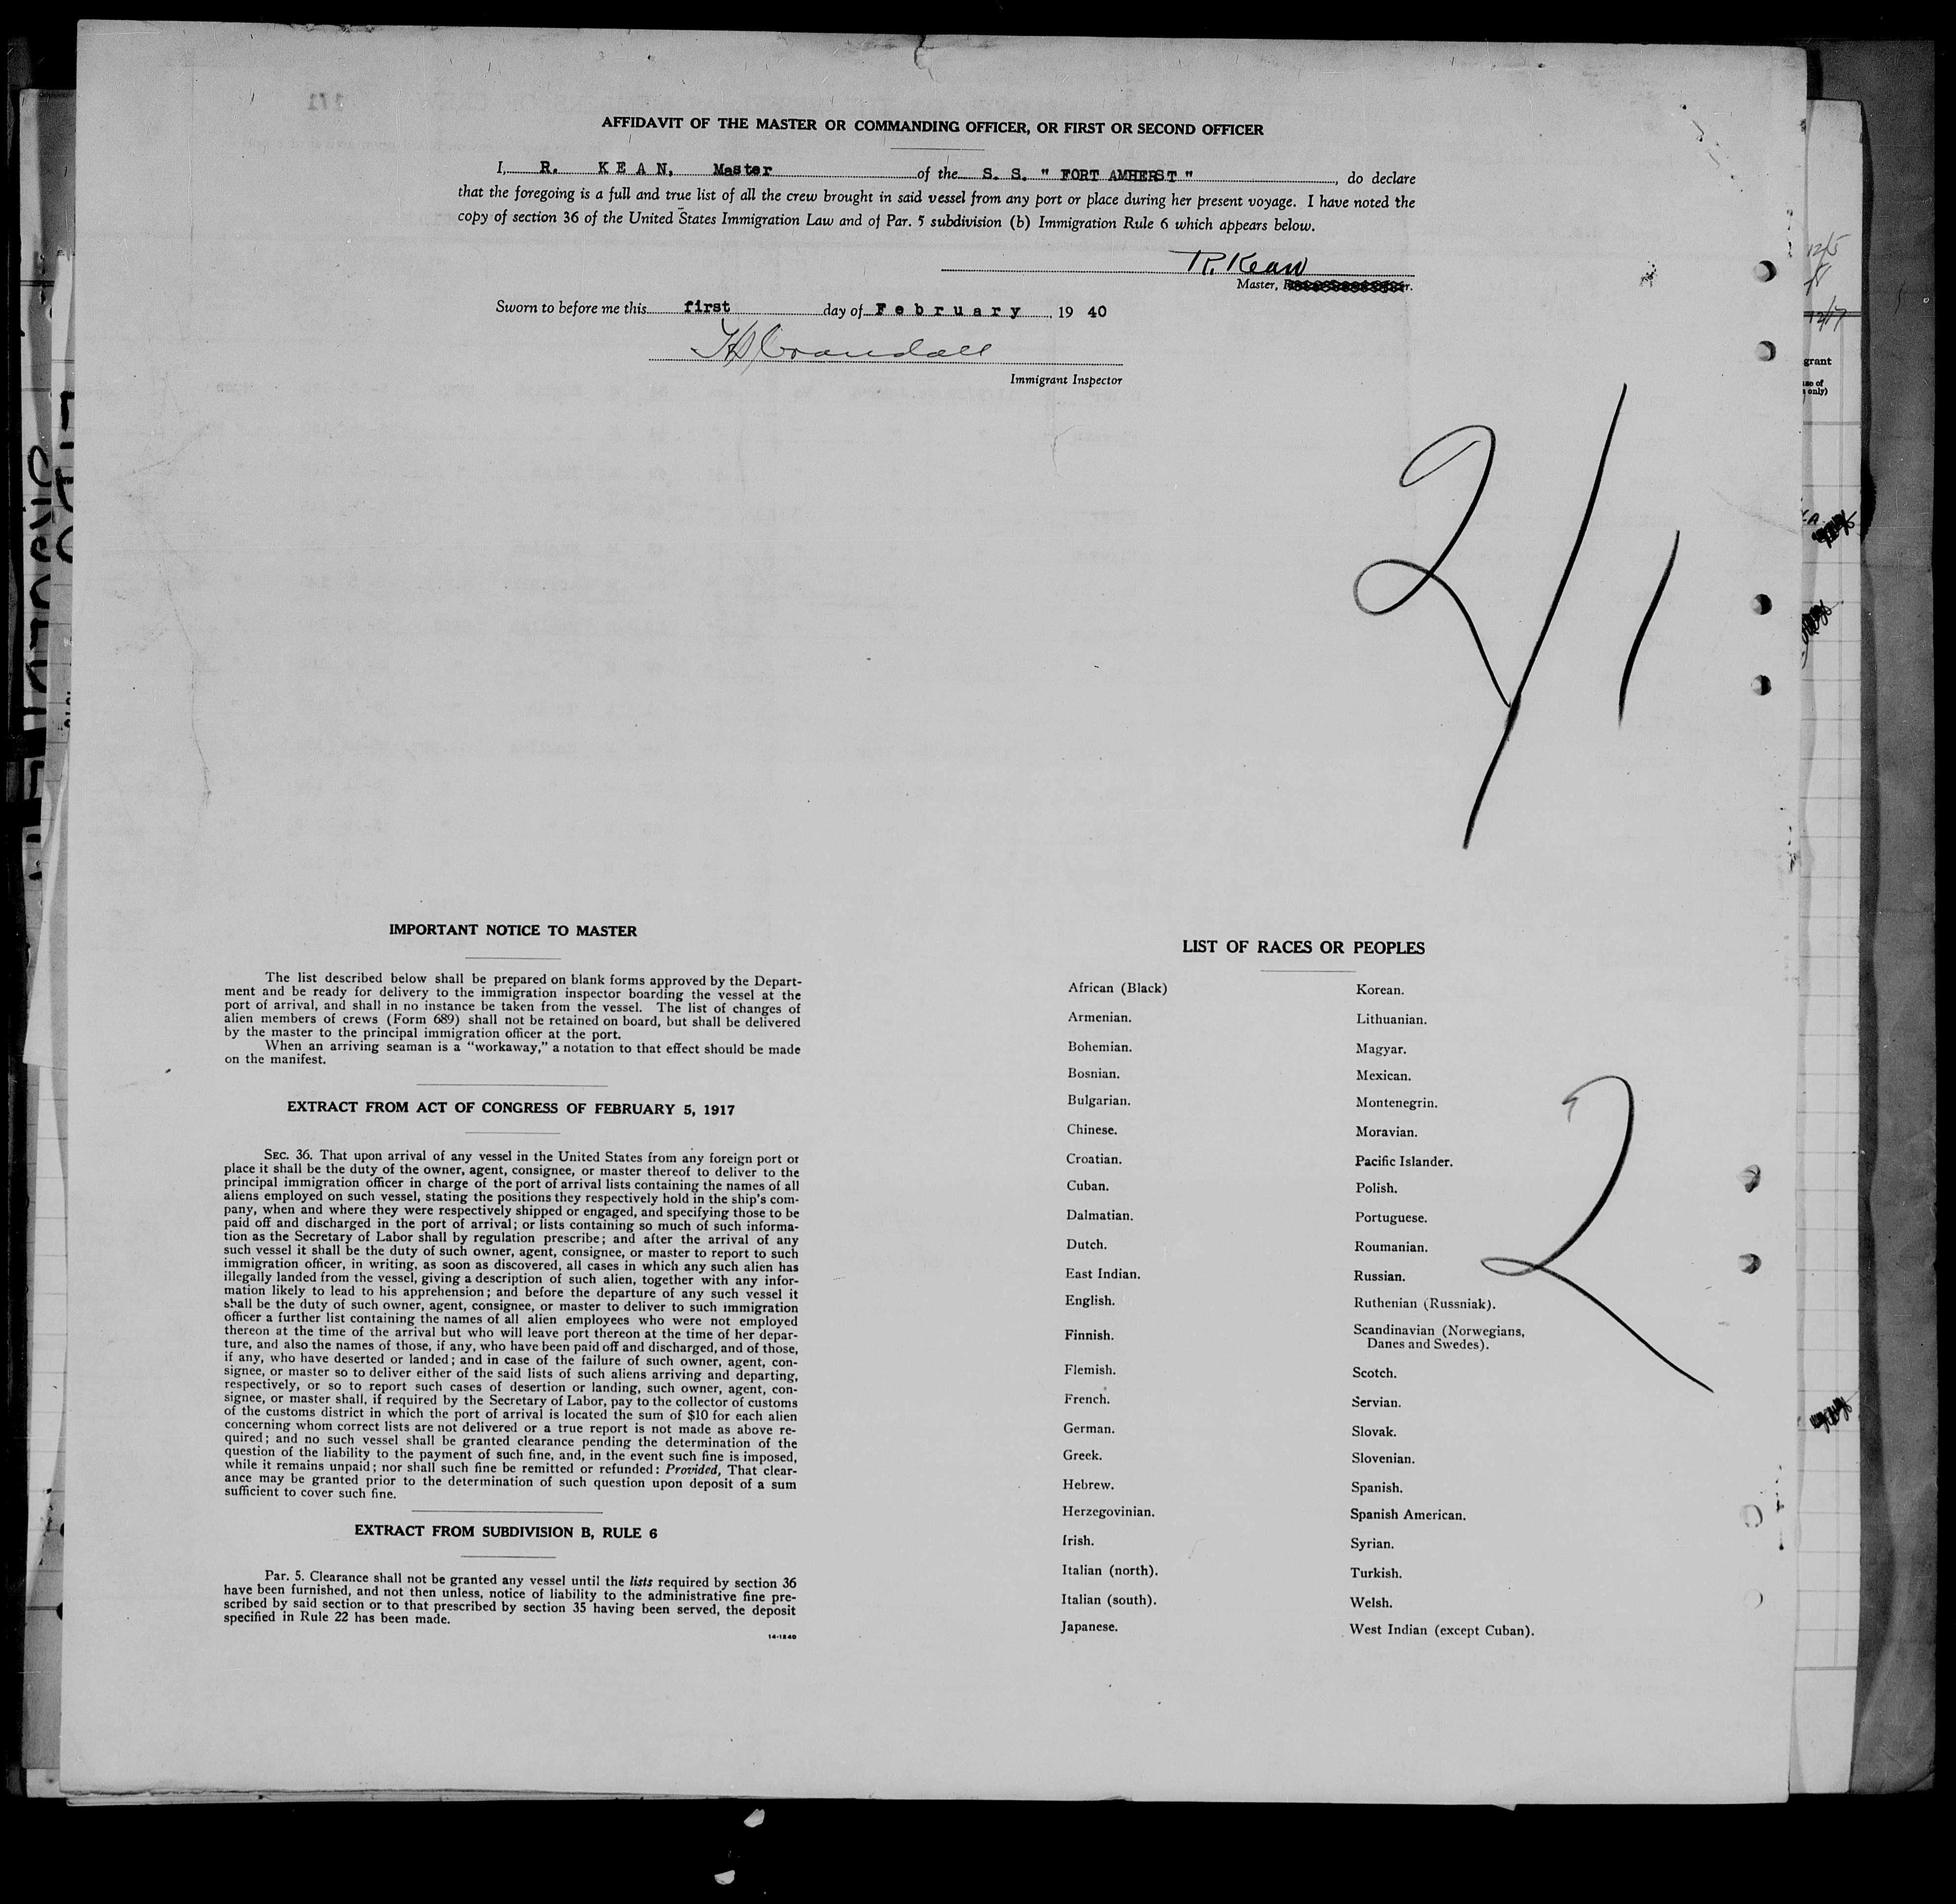 AFFIDAVIT OF THE MASTER OR COMMANDING OFFICER, OR FIRST OR SECOND OFFICER
I, R. KEAN, Master of the S. S. " FORT AMHERST ", do declare
that the foregoing is a full and true list of all the crew brought in said vessel from any port or place during her present voyage. I have noted the
copy of section 36 of the United States Immigration Law and of Par. 5 subdivision (b) Immigration Rule 6 which appears below.
R. Kean
Master,
Sworn to before me this first day of February, 19 40
Crandall
Immigrant Inspector
2/1
IMPORTANT NOTICE TO MASTER
The list described below shall be prepared on blank forms approved by the Depart-
ment and be ready for delivery to the immigration inspector boarding the vessel at the
port of arrival, and shall in no instance be taken from the vessel. The list of changes of
alien members of crews (Form 689) shall not be retained on board, but shall be delivered
by the master to the principal immigration officer at the port.
When an arriving seaman is a "workaway," a notation to that effect should be made
on the manifest.
EXTRACT FROM ACT OF CONGRESS OF FEBRUARY 5, 1917
SEC. 36. That upon arrival of any vessel in the United States from any foreign port or
place it shall be the duty of the owner, agent, consignee, or master thereof to deliver to the
principal immigration officer in charge of the port of arrival lists containing the names of all
aliens employed on such vessel, stating the positions they respectively hold in the ship's com-
pany, when and where they were respectively shipped or engaged, and specifying those to be
paid off and discharged in the port of arrival; or lists containing so much of such informa-
tion as the Secretary of Labor shall by regulation prescribe; and after the arrival of any
such vessel it shall be the duty of such owner, agent, consignee, or master to report to such
immigration officer, in writing, as soon as discovered, all cases in which any such alien has
illegally landed from the vessel, giving a description of such alien, together with any infor-
mation likely to lead to his apprehension; and before the departure of any such vessel it
shall be the duty of such owner, agent, consignee, or master to deliver to such immigration
officer a further list containing the names of all alien employees who were not employed
thereon at the time of the arrival but who will leave port thereon at the time of her depar-
ture, and also the names of those, if any, who have been paid off and discharged, and of those,
if any, who have deserted or landed; and in case of the failure of such owner, agent, con-
signee, or master so to deliver either of the said lists of such aliens arriving and departing,
respectively, or so to report such cases of desertion or landing, such owner, agent, con-
signee, or master shall, if required by the Secretary of Labor, pay to the collector of customs
of the customs district in which the port of arrival is located the sum of $10 for each alien
concerning whom correct lists are not delivered or a true report is not made as above re-
quired; and no such vessel shall be granted clearance pending the determination of the
question of the liability to the payment of such fine, and, in the event such fine is imposed,
while it remains unpaid; nor shall such fine be remitted or refunded: Provided, That clear-
ance may be granted prior to the determination of such question upon deposit of a sum
sufficient to cover such fine.
EXTRACT FROM SUBDIVISION B, RULE 6
Par. 5. Clearance shall not be granted any vessel until the lists required by section 36
have been furnished, and not then unless, notice of liability to the administrative fine pre-
scribed by said section or to that prescribed by section 35 having been served, the deposit
specified in Rule 22 has been made.
14-1240
LIST OF RACES OR PEOPLES
African (Black)
Armenian.
Bohemian.
Bosnian.
Bulgarian.
Chinese.
Croatian.
Cuban.
Dalmatian.
Dutch.
East Indian.
English.
Finnish.
Flemish.
French.
German.
Greek.
Hebrew.
Herzegovinian.
Irish.
Italian (north).
Italian (south).
Japanese.
Korean.
Lithuanian.
Magyar.
Mexican.
Montenegrin.
Moravian.
Pacific Islander.
Polish.
Portuguese.
Roumanian.
Russian.
Ruthenian (Russniak).
Scandinavian (Norwegians,
Danes and Swedes).
Scotch.
Servian.
Slovak.
Slovenian.
Spanish.
Spanish American.
Syrian.
Turkish.
Welsh.
West Indian (except Cuban).
2